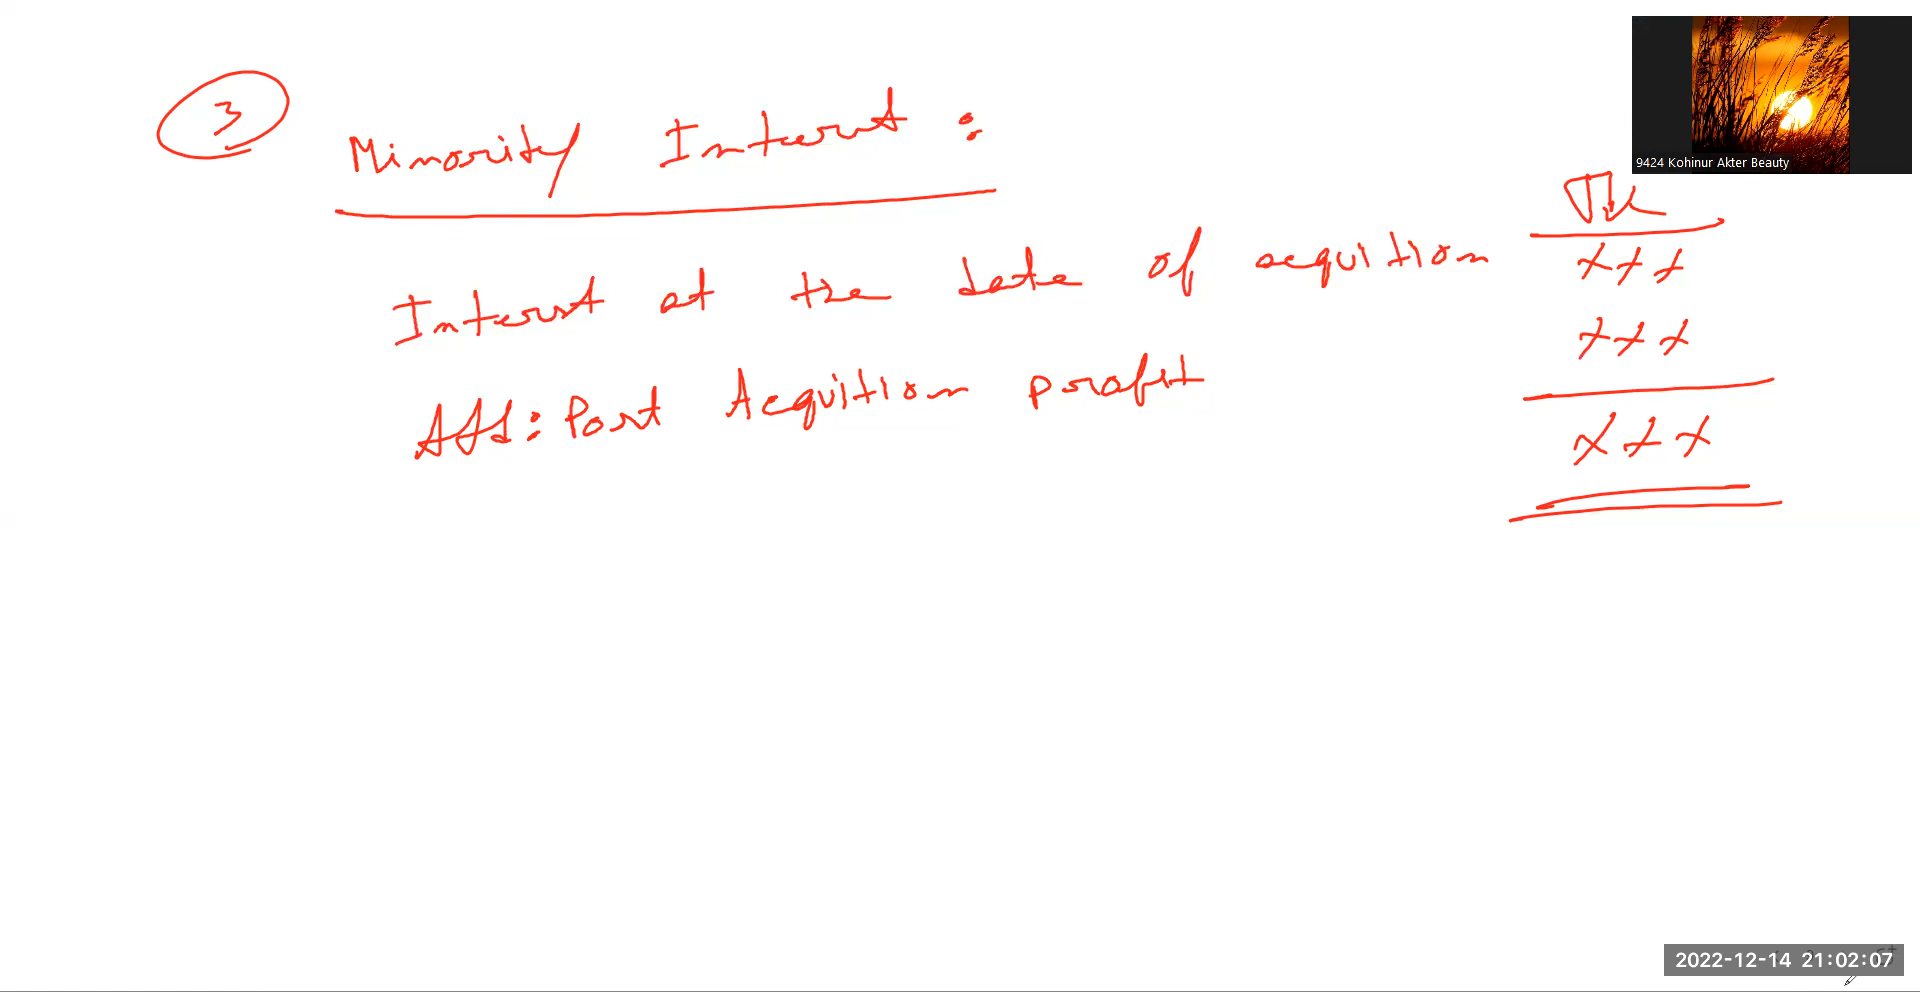 3
Minority Interest :
Tk
Interest at the date of acquition xxx
Add: Post Acquition profit xxx
xxx
9424 Kohinur Akter Beauty
2022-12-14 21:02:07